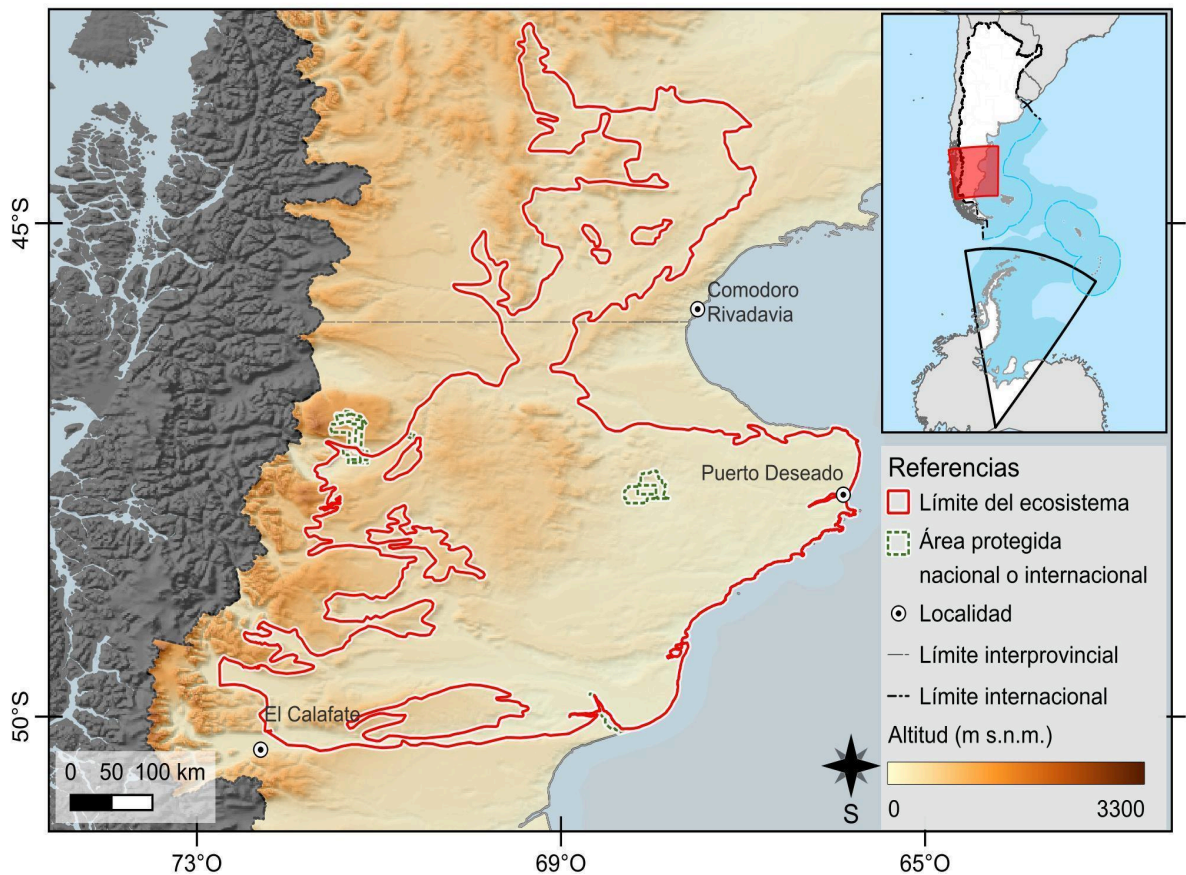 45°S
50°S
Comodoro
Rivadavia
Puerto Deseado
El Calafate
0 50 100 km
S
73°O
69°O
65°O
Referencias
Límite del ecosistema
Área protegida
nacional o internacional
Localidad
Límite interprovincial
Límite internacional
Altitud (m s.n.m.)
0 3300